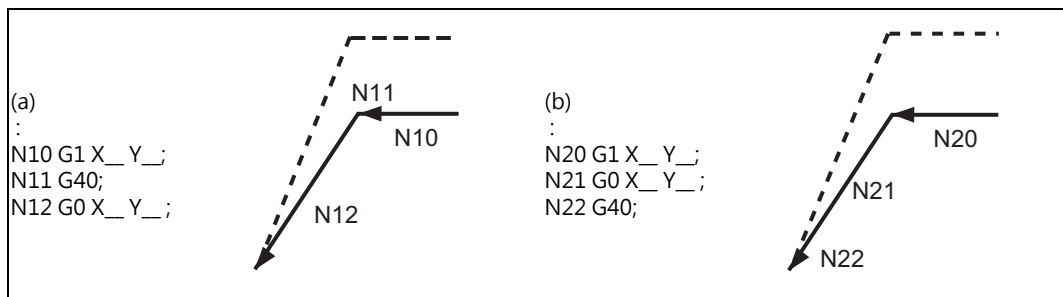 (a)
:
N10 G1 X__ Y__;
N11 G40;
N12 G0 X__ Y__ ;
N11
N10
N12
(b)
:
N20 G1 X__ Y__;
N21 G0 X__ Y__ ;
N22 G40;
N20
N21
N22